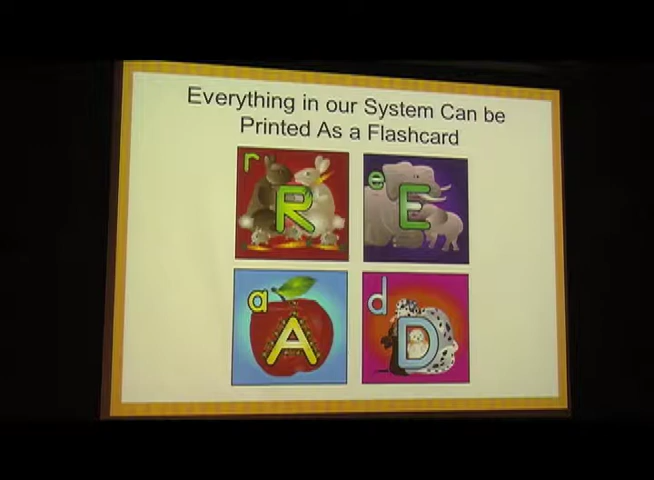 Everything in our System Can be
Printed As a Flashcard
r
R
e
E
a
A
d
D